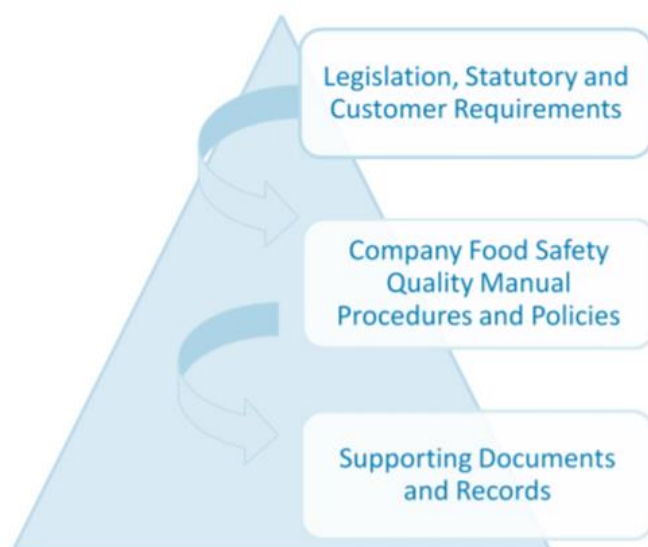 Legislation, Statutory and
Customer Requirements
Company Food Safety
Quality Manual
Procedures and Policies
Supporting Documents
and Records